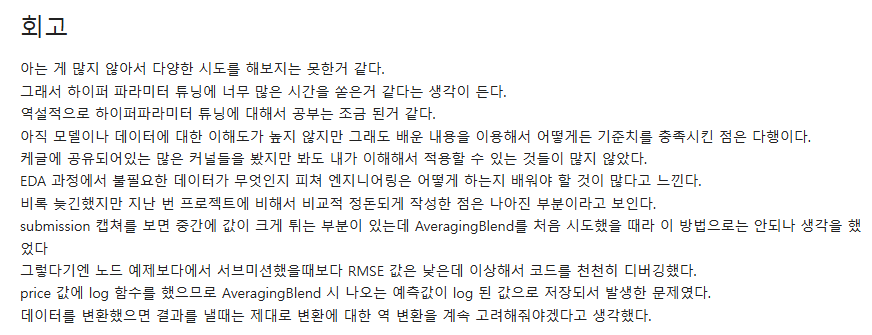 회고
아는 게 많지 않아서 다양한 시도를 해보지는 못한거 같다.
그래서 하이퍼 파라미터 튜닝에 너무 많은 시간을 쏟은거 같다는 생각이 든다.
역설적으로 하이퍼파라미터 튜닝에 대해서 공부는 조금 된거 같다.
아직 모델이나 데이터에 대한 이해도가 높지 않지만 그래도 배운 내용을 이용해서 어떻게든 기준치를 충족시킨 점은 다행이다.
케글에 공유되어있는 많은 커널들을 봤지만 봐도 내가 이해해서 적용할 수 있는 것들이 많지 않았다.
EDA 과정에서 불필요한 데이터가 무엇인지 피쳐 엔지니어링은 어떻게 하는지 배워야 할 것이 많다고 느낀다.
비록 늦긴했지만 지난 번 프로젝트에 비해서 비교적 정돈되게 작성한 점은 나아진 부분이라고 보인다.
submission 캡쳐를 보면 중간에 값이 크게 튀는 부분이 있는데 AveragingBlend를 처음 시도했을 때라 이 방법으로는 안되나 생각을 했
었다
그렇다기엔 노드 예제보다에서 서브미션했을때보다 RMSE 값은 낮은데 이상해서 코드를 천천히 디버깅했다.
price 값에 log 함수를 했으므로 AveragingBlend 시 나오는 예측값이 log 된 값으로 저장되서 발생한 문제였다.
데이터를 변환했으면 결과를 낼때는 제대로 변환에 대한 역 변환을 계속 고려해줘야겠다고 생각했다.